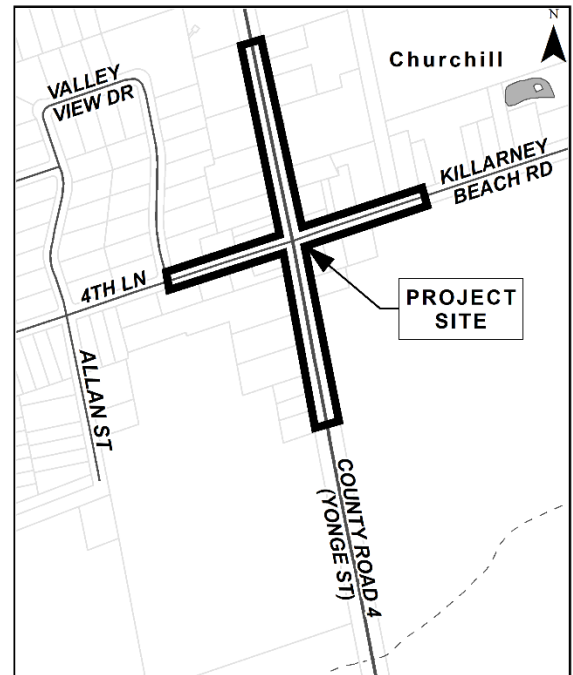 N
Churchill
VALLEY
VIEW DR
KILLARNEY
BEACH RD
4TH LN
PROJECT
SITE
ALLAN ST
COUNTY ROAD 4
(YONGE ST)